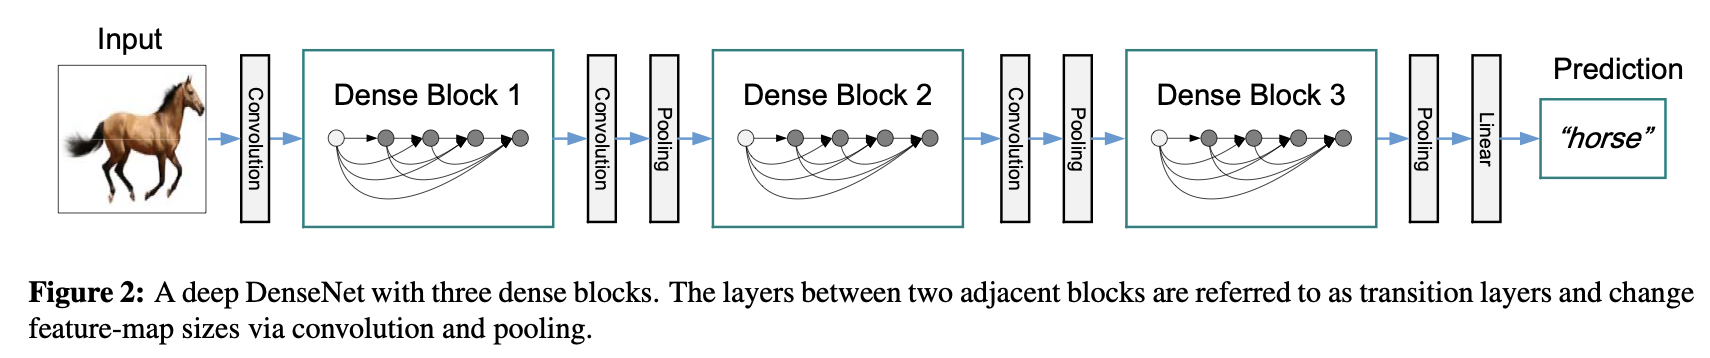 Input
Convolution
Dense Block 1
Convolution
Pooling
Dense Block 2
Convolution
Pooling
Dense Block 3
Pooling
Linear
Prediction
“horse”
Figure 2: A deep DenseNet with three dense blocks. The layers between two adjacent blocks are referred to as transition layers and change
feature-map sizes via convolution and pooling.